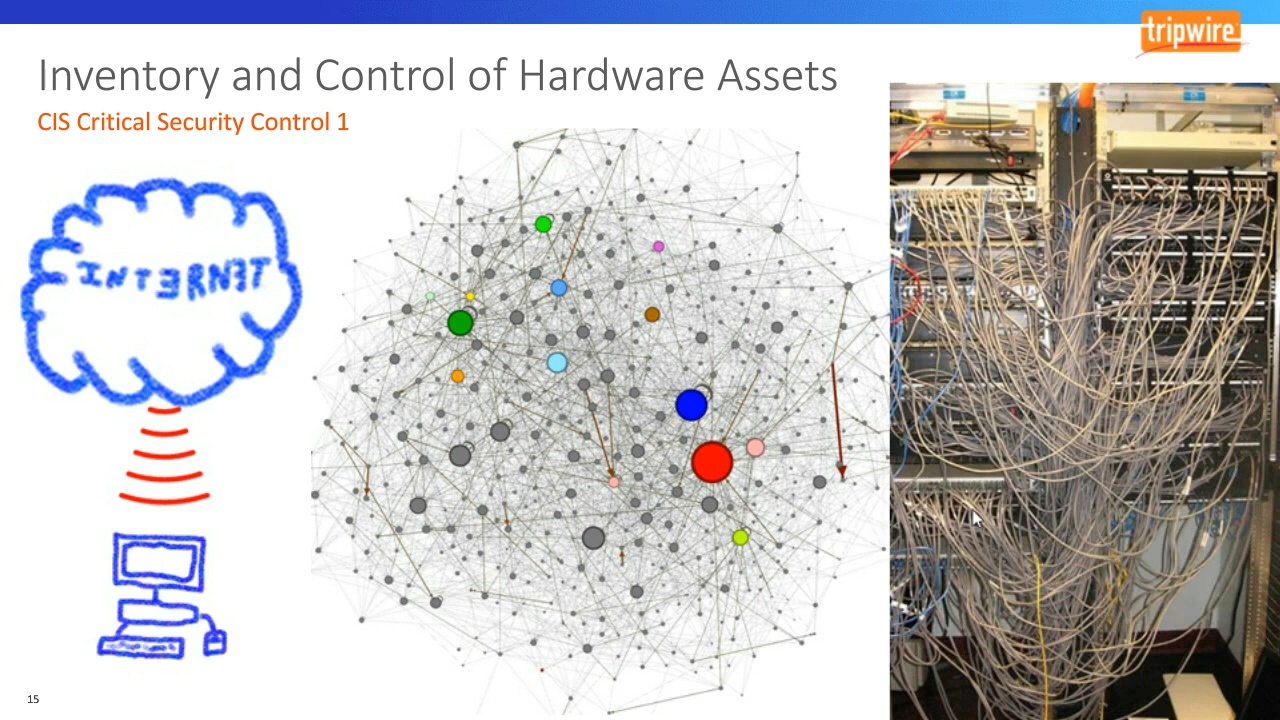 tripwire
Inventory and Control of Hardware Assets
CIS Critical Security Control 1
INTERNET
15